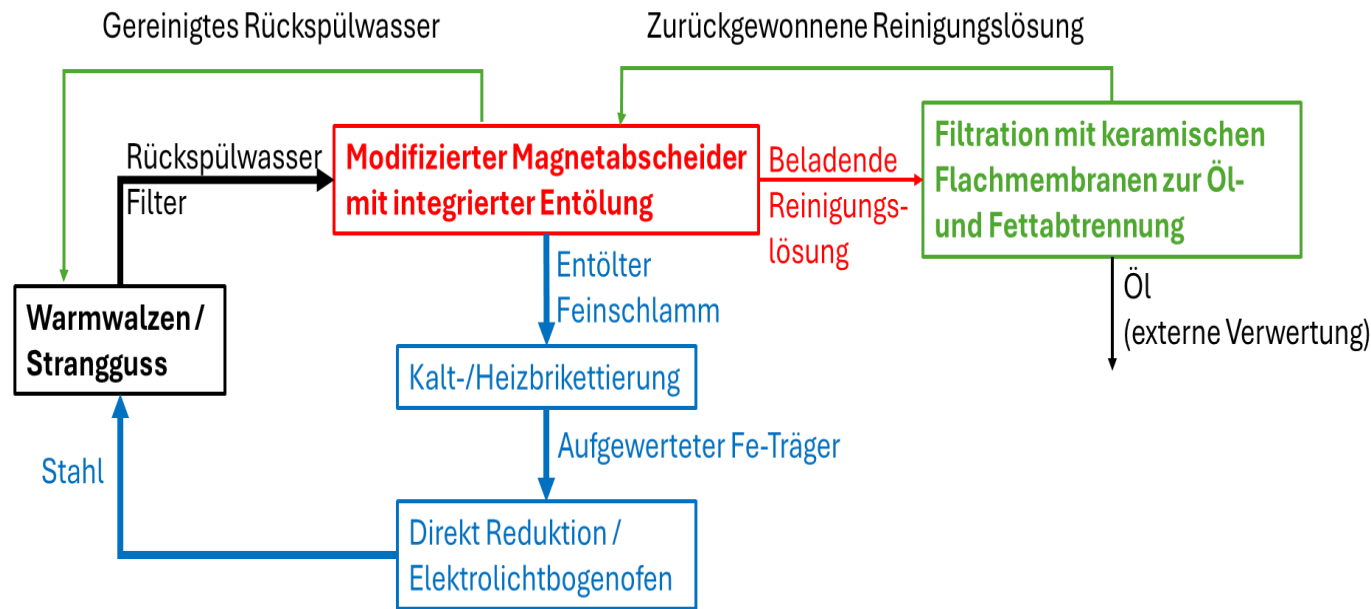 Gereinigtes Rückspülwasser
Zurückgewonnene Reinigungslösung
Rückspülwasser
Filter
Modifizierter Magnetabscheider
mit integrierter Entölung
Beladende
Reinigungs-
lösung
Filtration mit keramischen
Flachmembranen zur Öl-
und Fettabtrennung
Warmwalzen /
Strangguss
Entölter
Feinschlamm
Öl
(externe Verwertung)
Kalt-/Heizbrikettierung
Aufgewerteter Fe-Träger
Stahl
Direkt Reduktion /
Elektrolichtbogenofen